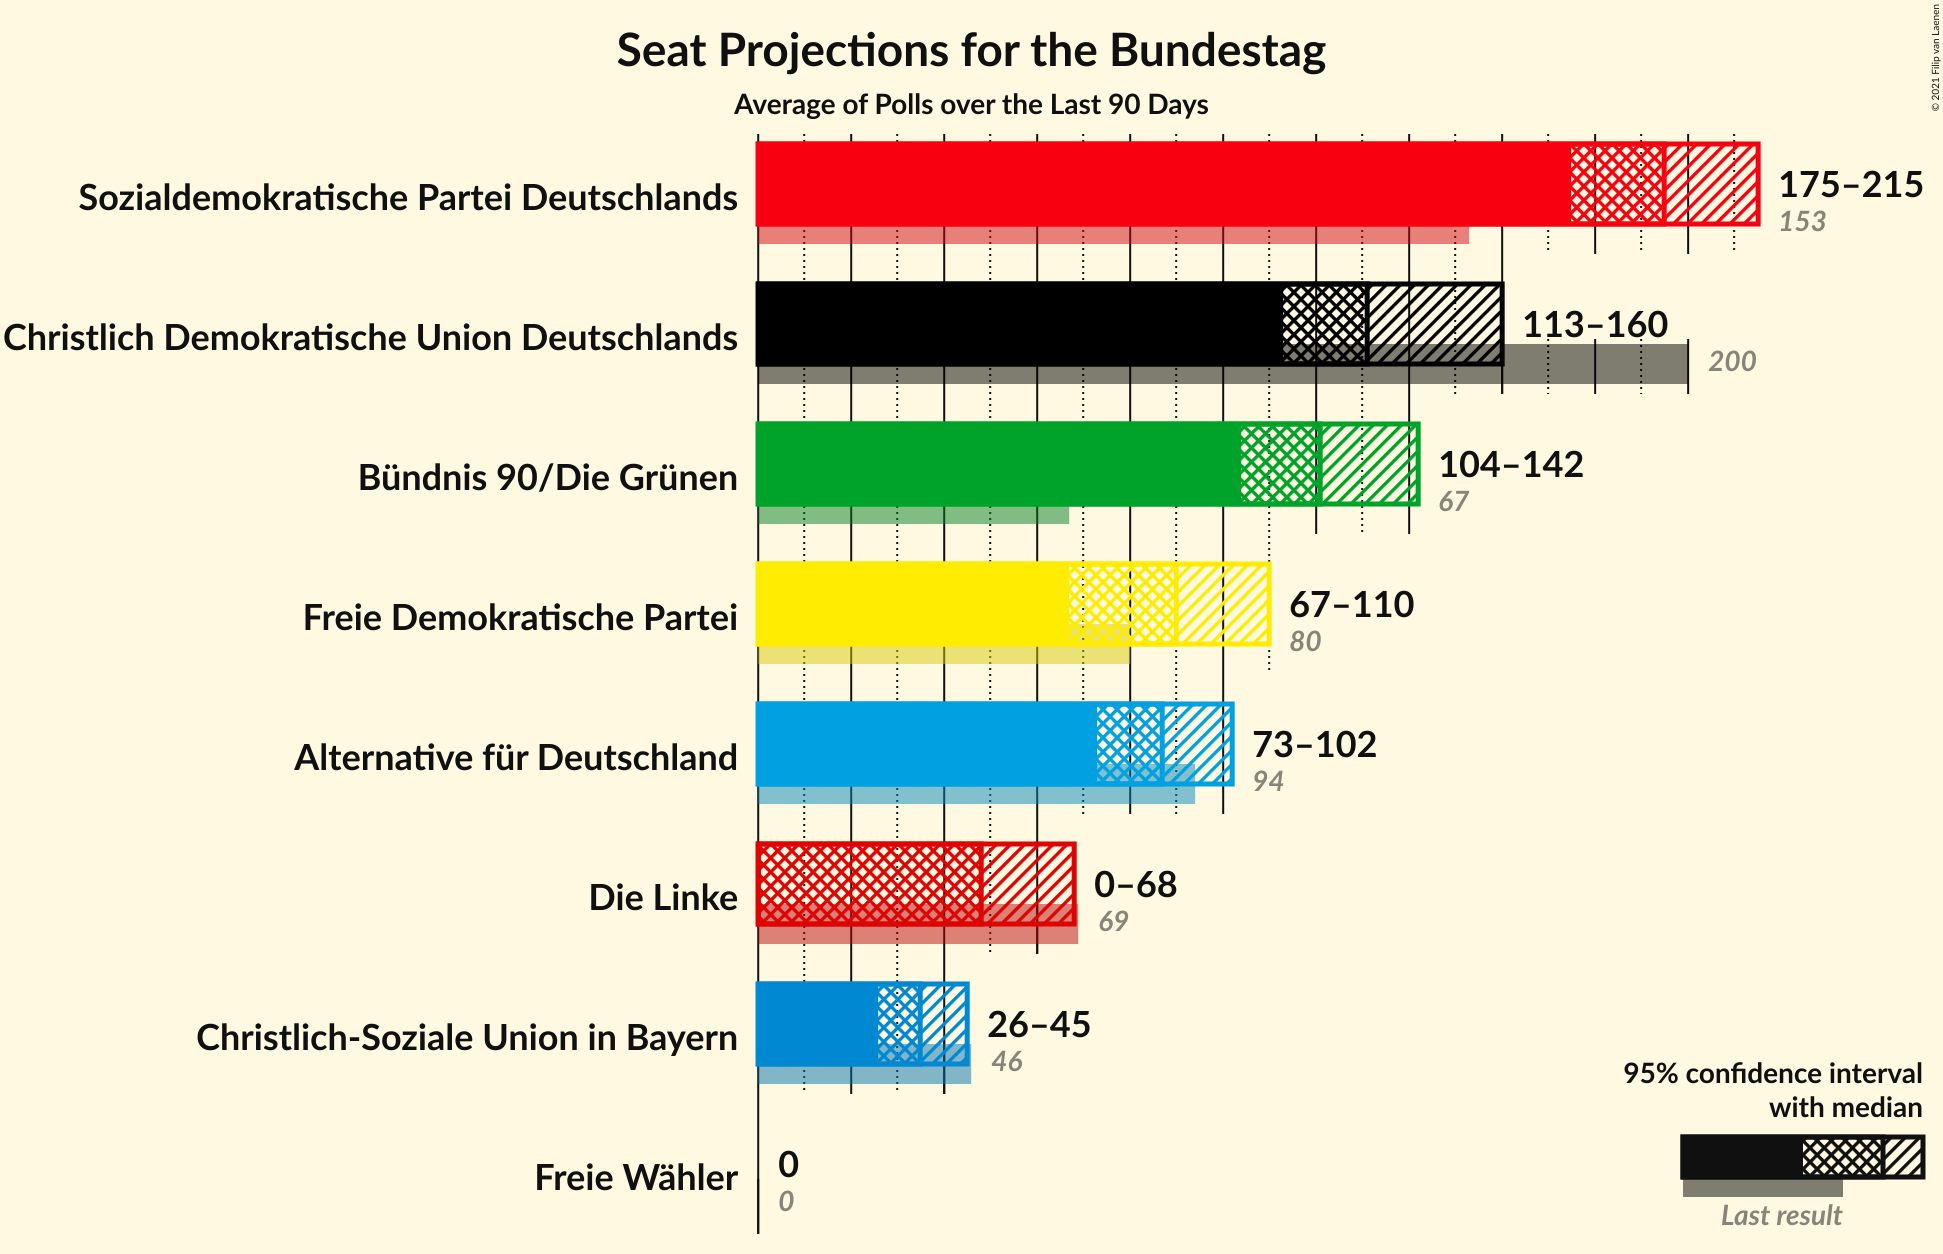 Seat Projections for the Bundestag
Average of Polls over the Last 90 Days
© 2021 Filip van Laenen
Sozialdemokratische Partei Deutschlands
175–215
153
Christlich Demokratische Union Deutschlands
113–160
200
Bündnis 90/Die Grünen
104–142
67
Freie Demokratische Partei
67–110
80
Alternative für Deutschland
73–102
94
Die Linke
0–68
69
Christlich-Soziale Union in Bayern
26–45
46
Freie Wähler
0
0
95% confidence interval
with median
Last result